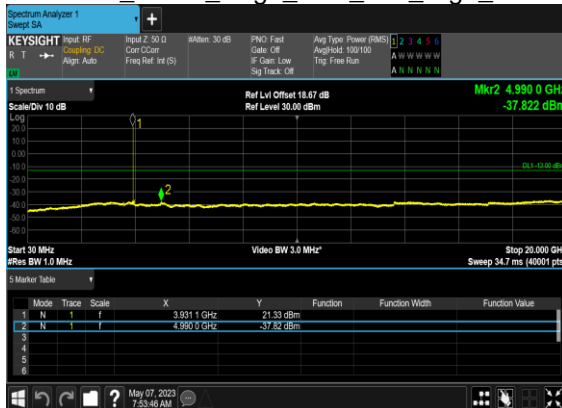 Spectrum Analyzer 1
Swept SA
+
KEYSIGHT Input: RF Input Z: 50 Ω #Atten: 30 dB PNO: Fast Avg Type: Power (RMS) 1 2 3 4 5 6
R T Coupling: DC Corr CCorr Gate: Off Avg|Hold: 100/100 A W W W W W
Align: Auto Freq Ref: Int (S) IF Gain: Low Trig: Free Run
Sig Track: Off A N N N N N
1 Spectrum Ref Lvl Offset 18.67 dB Mkr2 4.990 0 GHz
Scale/Div 10 dB Ref Level 30.00 dBm -37.822 dBm
Log
1
20.0
10.0
0.00
-10.0
DL1 -13.00 dBm
-20.0
-30.0
2
-40.0
-50.0
-60.0
Start 30 MHz Video BW 3.0 MHz* Stop 20.000 GHz
#Res BW 1.0 MHz Sweep 34.7 ms (40001 pts)
5 Marker Table
Mode Trace Scale X Y Function Function Width Function Value
1 N 1 f 3.931 1 GHz 21.33 dBm
2 N 1 f 4.990 0 GHz -37.82 dBm
3
4
5
6
? May 07, 2023
7:53:46 AM